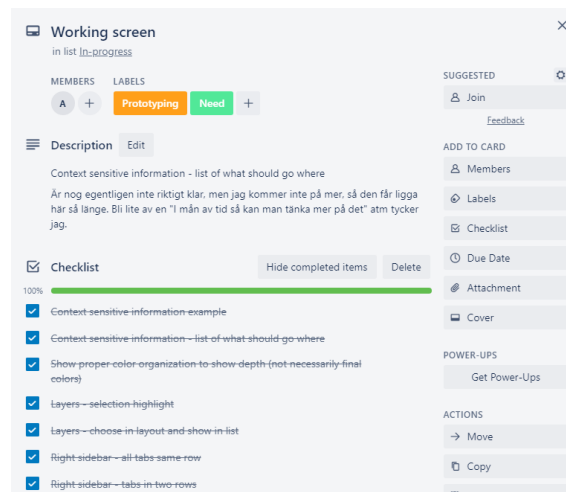 Working screen
in list In-progress
MEMBERS
LABELS
A
Prototyping
Need
Description
Edit
Context sensitive information - list of what should go where
Är nog egentligen inte riktigt klar, men jag kommer inte på mer, så den får ligga
här så länge. Bli lite av en "I mån av tid så kan man tänka mer på det" atm tycker
jag.
Checklist
Hide completed items
Delete
100%
Context sensitive information example
Context sensitive information - list of what should go where
Show proper color organization to show depth (not necessarily final
colors)
Layers - selection highlight
Layers - choose in layout and show in list
Right sidebar - all tabs same row
Right sidebar - tabs in two rows
SUGGESTED
Join
Feedback
ADD TO CARD
Members
Labels
Checklist
Due Date
Attachment
Cover
POWER-UPS
Get Power-Ups
ACTIONS
Move
Copy